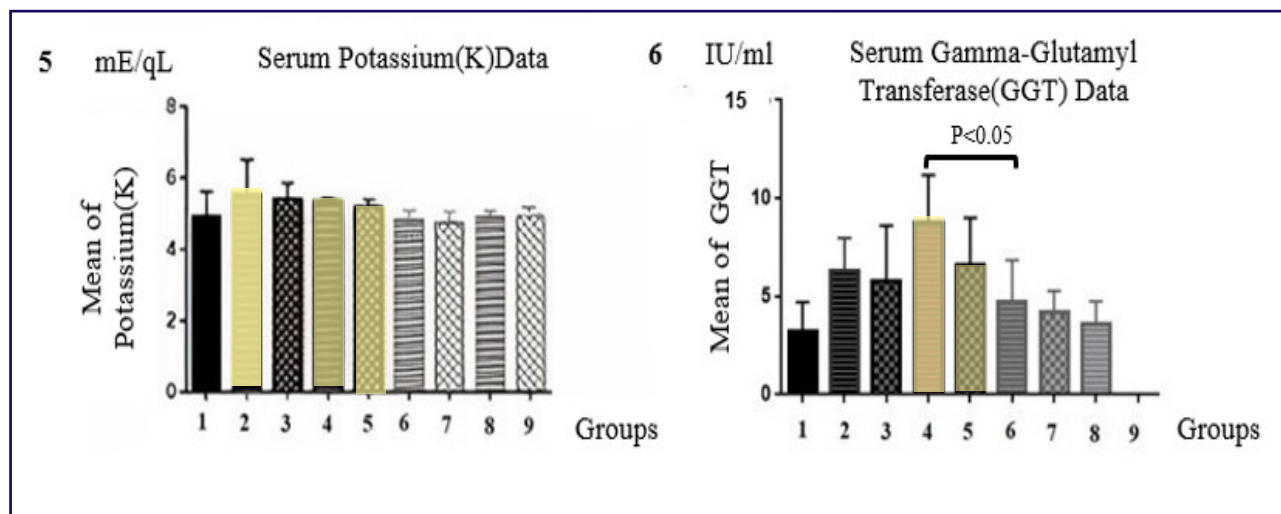 5 mE/qL Serum Potassium(K)Data
8
6
4
2
0
Mean of
Potassium(K)
1 2 3 4 5 6 7 8 9 Groups
6 IU/ml Serum Gamma-Glutamyl
Transferase(GGT) Data
P<0.05
15
10
5
0
Mean of GGT
1 2 3 4 5 6 7 8 9 Groups